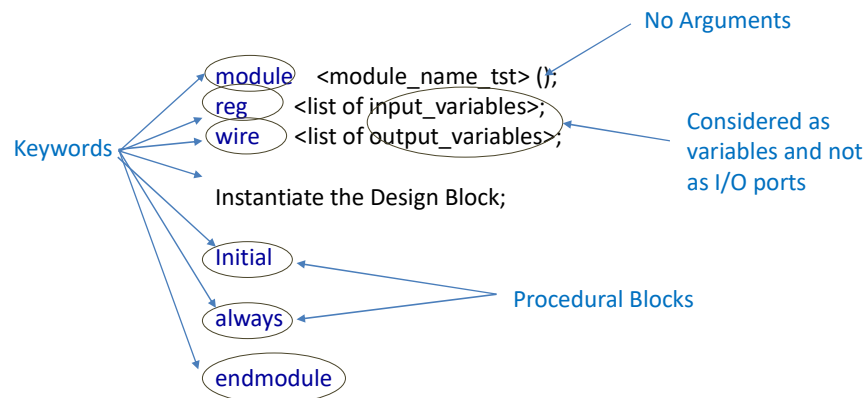 No Arguments
module <module_name_tst> ();
reg <list of input_variables>;
wire <list of output_variables>;
Keywords
Considered as
variables and not
as I/O ports
Instantiate the Design Block;
Initial
Procedural Blocks
always
endmodule